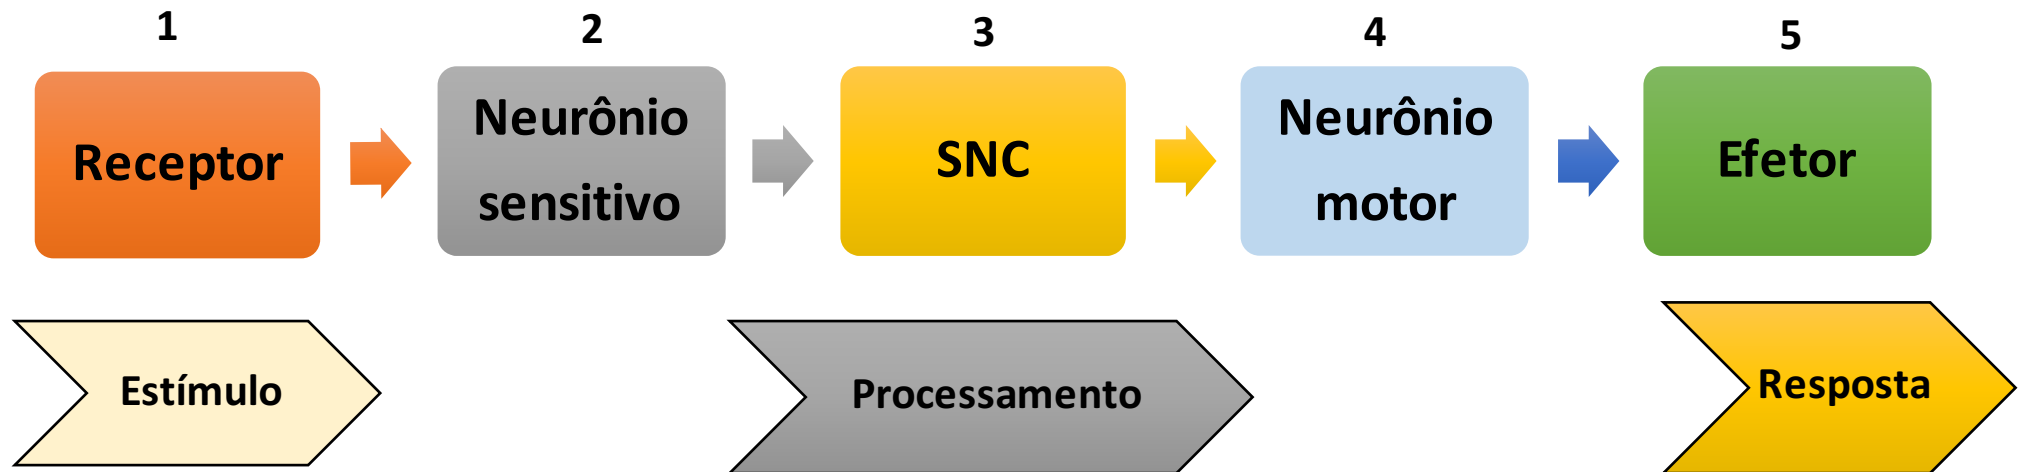 1
2
3
4
5
Receptor
Neurônio
sensitivo
SNC
Neurônio
motor
Efetor
Estímulo
Processamento
Resposta